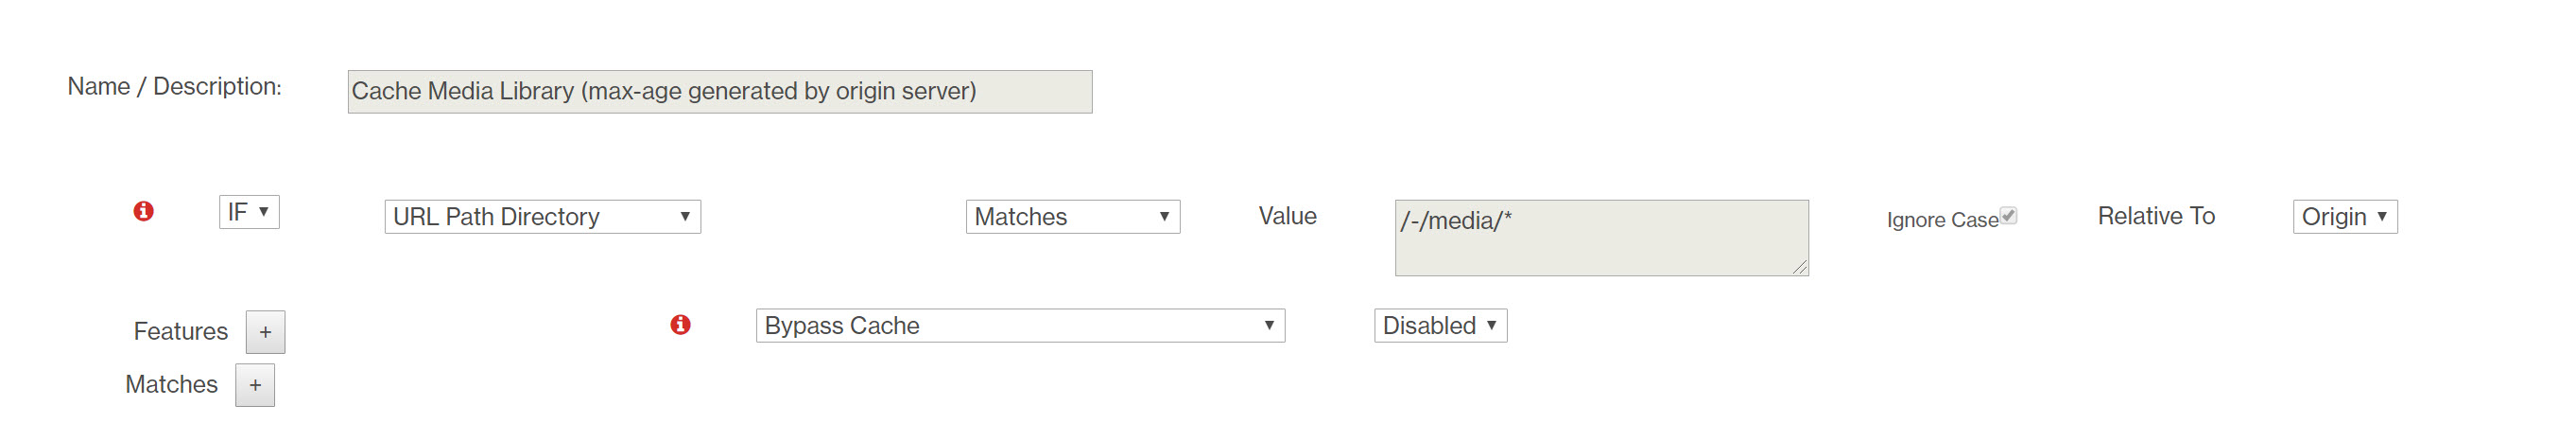 Name / Description: Cache Media Library (max-age generated by origin server)
IF URL Path Directory Matches Value /-/media/* Ignore Case Relative To Origin
Features + Bypass Cache Disabled
Matches +